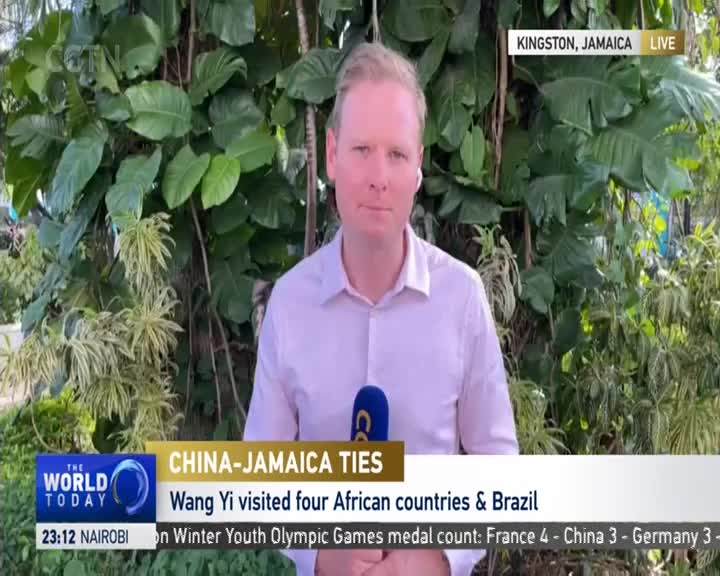 CGTN
KINGSTON, JAMAICA LIVE
CHINA-JAMAICA TIES
THE WORLD TODAY
Wang Yi visited four African countries & Brazil
23:12 NAIROBI
on Winter Youth Olympic Games medal count: France 4 - China 3 - Germany 3 -